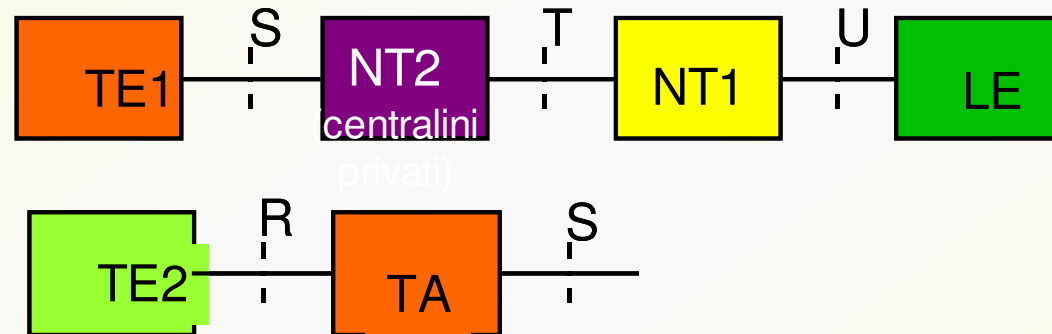 S T U
TE1 NT2 NT1 LE
(centralini
privati)
R S
TE2 TA